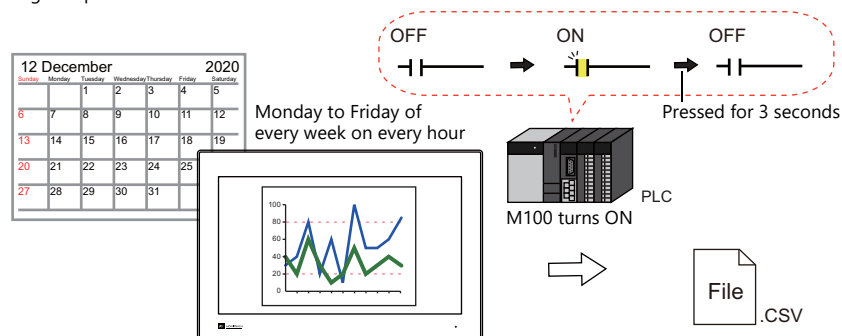 OFF
ON
OFF
12 December 2020
Sunday Monday Tuesday Wednesday Thursday Friday Saturday
1 2 3 4 5
6 7 8 9 10 11 12
13 14 15 16 17 18 19
20 21 22 23 24 25
27 28 29 30 31
Monday to Friday of
every week on every hour
Pressed for 3 seconds
PLC
M100 turns ON
100
80
60
40
20
0
File
.CSV